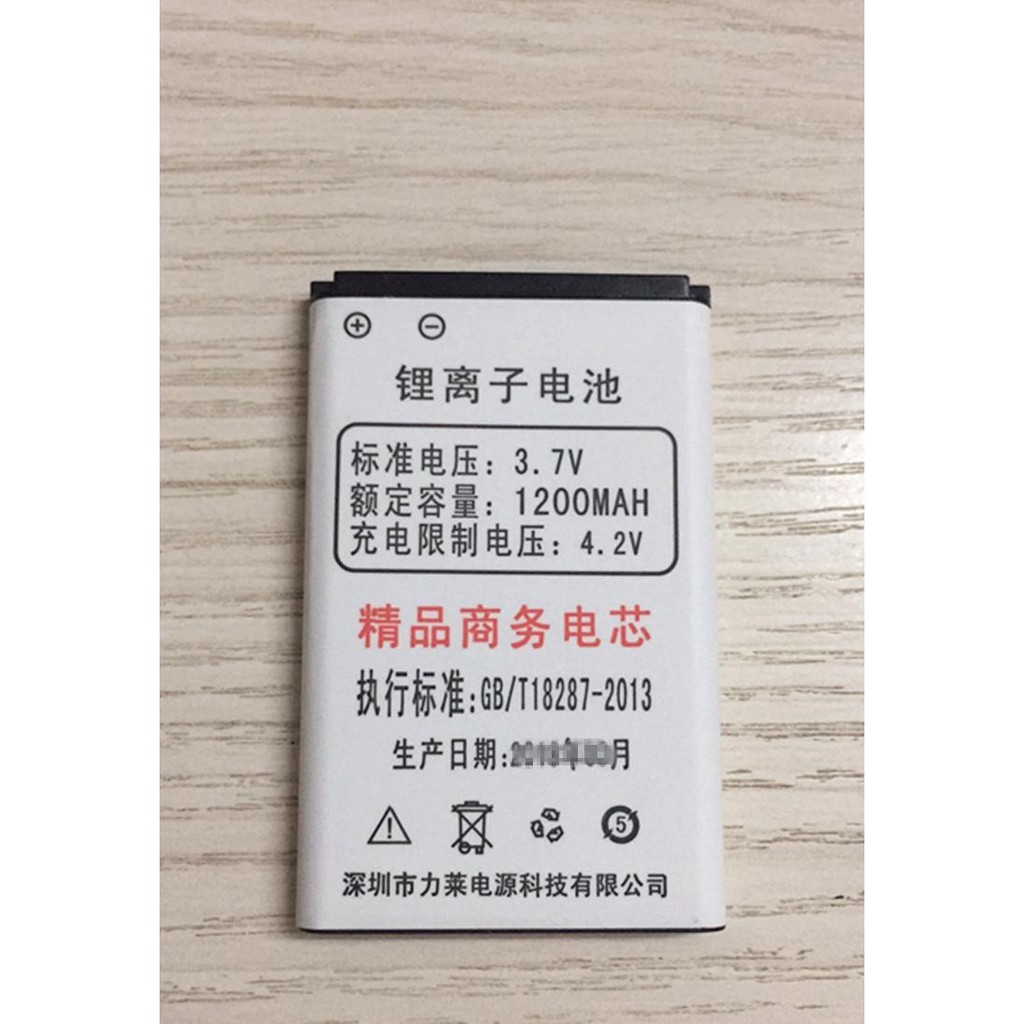 ⊕ ⊖
锂离子电池
标准电压：3.7V
额定容量：1200MAH
充电限制电压：4.2V
精品商务电芯
执行标准:GB/T18287-2013
生产日期:月
5
深圳市力莱电源科技有限公司